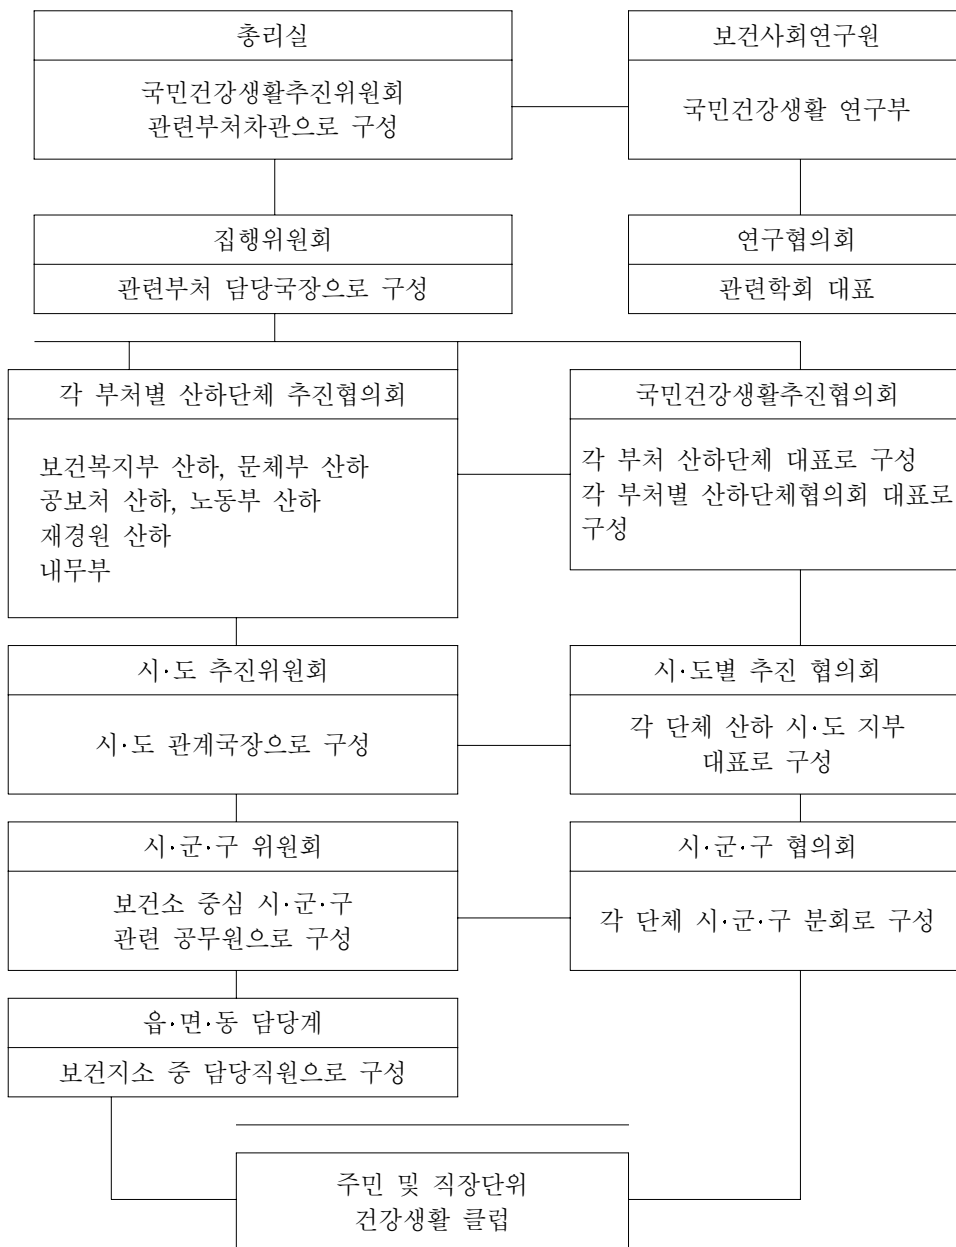 총리실
국민건강생활추진위원회
관련부처차관으로 구성
보건사회연구원
국민건강생활 연구부
집행위원회
관련부처 담당국장으로 구성
연구협의회
관련학회 대표
각 부처별 산하단체 추진협의회
보건복지부 산하, 문체부 산하
공보처 산하, 노동부 산하
재경원 산하
내무부
국민건강생활추진협의회
각 부처 산하단체 대표로 구성
각 부처별 산하단체협의회 대표로
구성
시·도 추진위원회
시·도 관계국장으로 구성
시·도별 추진 협의회
각 단체 산하 시·도 지부
대표로 구성
시·군·구 위원회
보건소 중심 시·군·구
관련 공무원으로 구성
시·군·구 협의회
각 단체 시·군·구 분회로 구성
읍·면·동 담당계
보건지소 중 담당직원으로 구성
주민 및 직장단위
건강생활 클럽